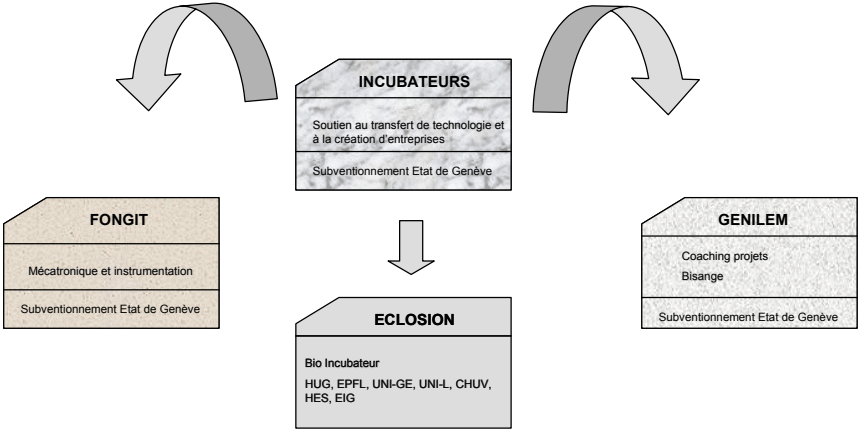 INCUBATEURS
Soutien au transfert de technologie et
à la création d'entreprises
Subventionnement Etat de Genève
FONGIT
Mécatronique et instrumentation
Subventionnement Etat de Genève
GENILEM
Coaching projets
Bisange
Subventionnement Etat de Genève
ECLOSION
Bio Incubateur
HUG, EPFL, UNI-GE, UNI-L, CHUV,
HES, EIG